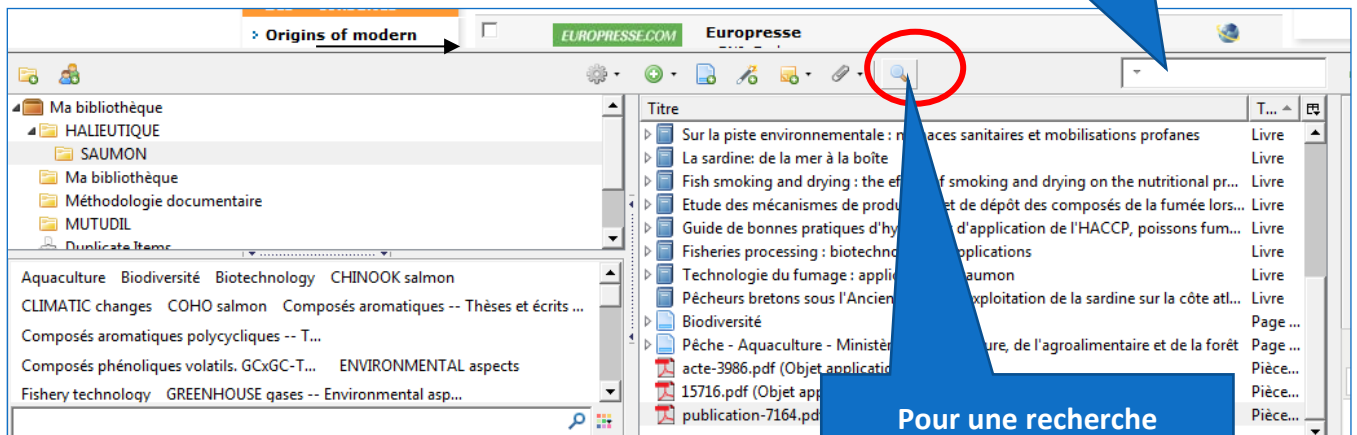 › Origins of modern
EUROPRESSE.COM Europresse
Ma bibliothèque
HALIEUTIQUE
SAUMON
Ma bibliothèque
Méthodologie documentaire
MUTUDIL
Duplicate Items
Aquaculture Biodiversité Biotechnology CHINOOK salmon
CLIMATIC changes COHO salmon Composés aromatiques -- Thèses et écrits ...
Composés aromatiques polycycliques -- T...
Composés phénoliques volatils. GCxGC-T... ENVIRONMENTAL aspects
Fishery technology GREENHOUSE gases -- Environmental asp...
Titre T...
Sur la piste environnementale : aces sanitaires et mobilisations profanes Livre
La sardine: de la mer à la boîte Livre
Fish smoking and drying : the ef f smoking and drying on the nutritional pr... Livre
Etude des mécanismes de produ et de dépôt des composés de la fumée lors... Livre
Guide de bonnes pratiques d'hy d'application de l'HACCP, poissons fum... Livre
Fisheries processing : biotechno pplications Livre
Technologie du fumage : appli aumon Livre
Pêcheurs bretons sous l'Ancien xploitation de la sardine sur la côte atl... Livre
Biodiversité Page ...
Pêche - Aquaculture - Ministèr ure, de l'agroalimentaire et de la forêt Page ...
acte-3986.pdf (Objet applicati Pièce...
15716.pdf (Objet app Pièce...
publication-7164.pd Pièce...
Pour une recherche